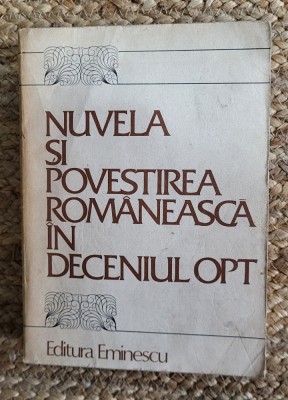 NUVELA
ȘI
POVESTIREA
ROMÂNEASCĂ
ÎN
DECENIUL OPT
Editura Eminescu